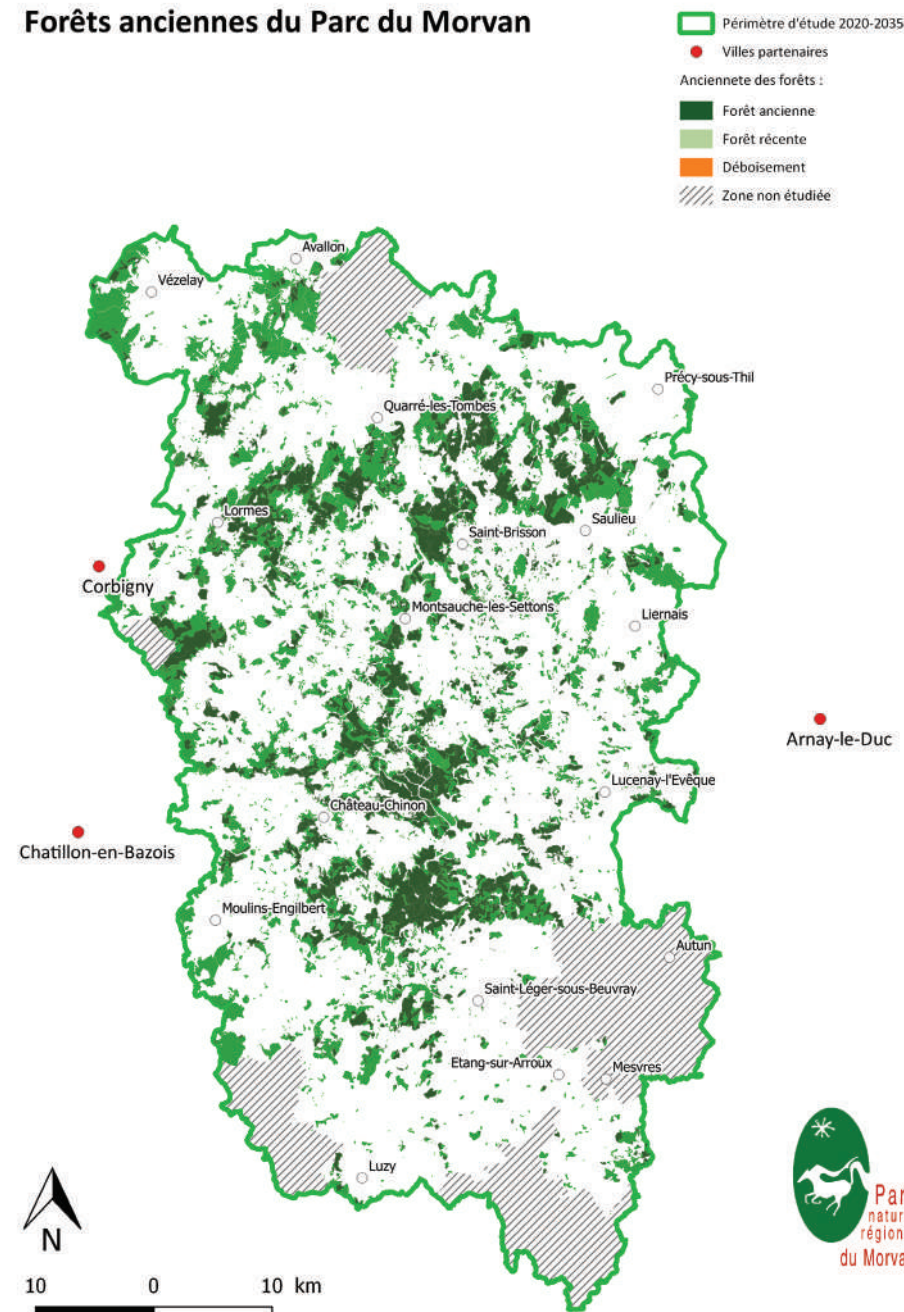 Forêts anciennes du Parc du Morvan
Périmètre d'étude 2020-2035
Villes partenaires
Anciennete des forêts :
Forêt ancienne
Forêt récente
Déboisement
Zone non étudiée
Avallon
Vézelay
Précy-sous-Thil
Quarré-les-Tombes
Lormes
Saint-Brisson
Saulieu
Corbigny
Montsauche-les-Settons
Liernais
Arnay-le-Duc
Lucenay-l'Evêque
Château-Chinon
Chatillon-en-Bazois
Moulins-Engilbert
Autun
Saint-Léger-sous-Beuvray
Etang-sur-Arroux
Mesvres
Luzy
N
10 0 10 km
Par
natur
région
du Morva